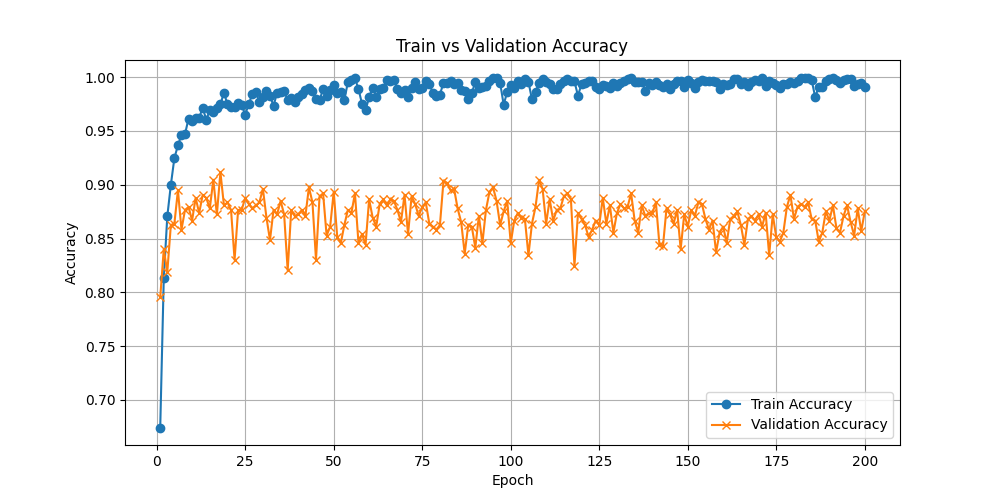 Train vs Validation Accuracy
1.00
0.95
0.90
0.85
0.80
0.75
0.70
Accuracy
Train Accuracy
Validation Accuracy
0 25 50 75 100 125 150 175 200
Epoch